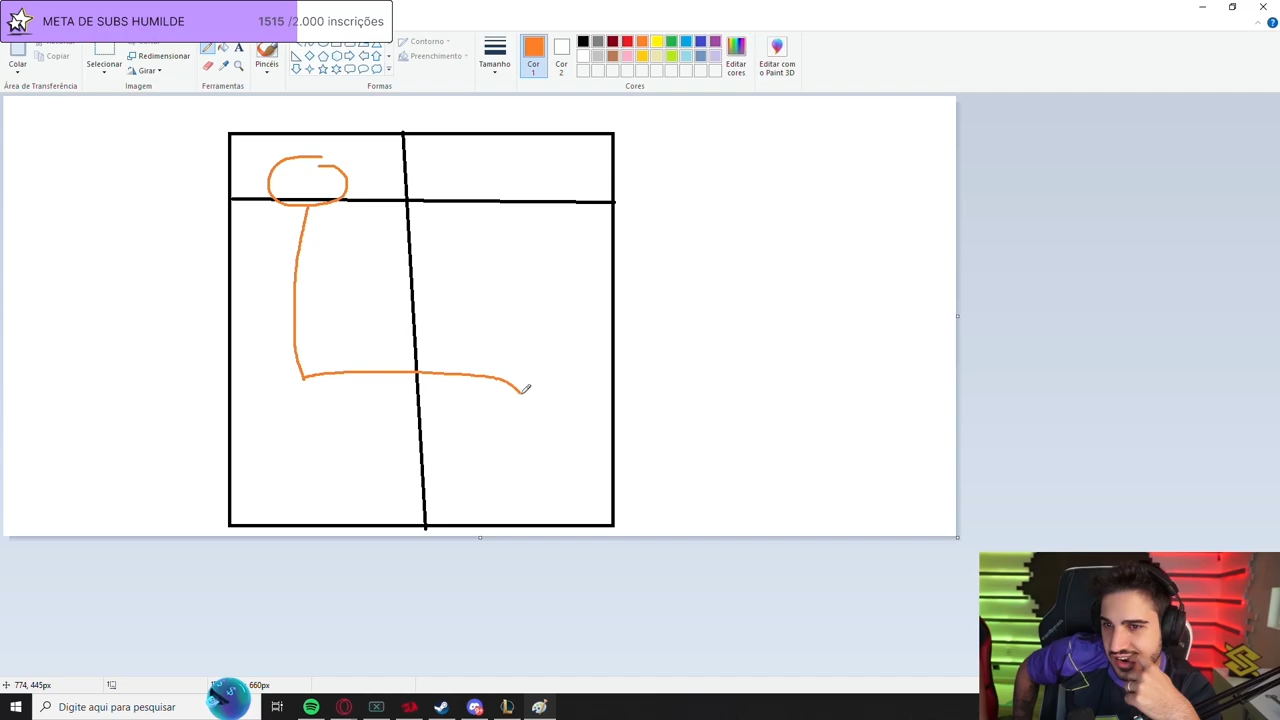 META DE SUBS HUMILDE 1515 /2.000 inscrições
Colar
Copiar
Área de Transferência
Selecionar
Redimensionar
Girar
Imagem
A
Ferramentas
Pincéis
Formas
Contorno
Preenchimento
Tamanho
Cor 1
Cor 2
Cores
Editar cores
Editar com o Paint 3D
774, 445px
660px
Digite aqui para pesquisar